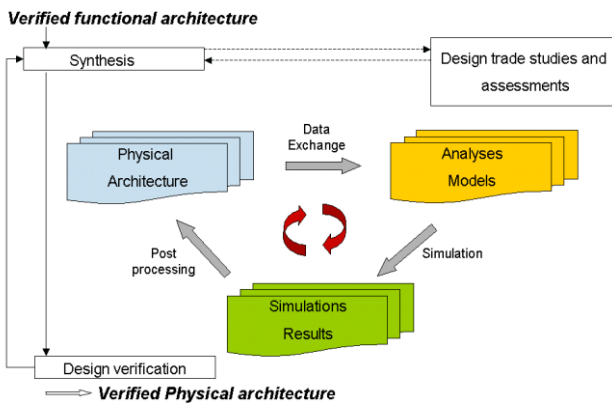 Verified functional architecture
Synthesis
Design trade studies and
assessments
Data
Exchange
Physical
Architecture
Analyses
Models
Post
processing
Simulation
Simulations
Results
Design verification
Verified Physical architecture